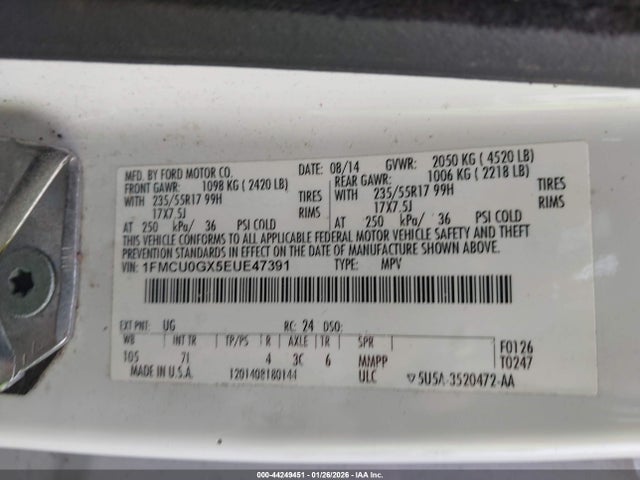 MFD. BY FORD MOTOR CO. DATE: 08/14 GVWR: 2050 KG ( 4520 LB)
FRONT GAWR: 1098 KG ( 2420 LB) REAR GAWR: 1006 KG ( 2218 LB)
WITH 235/55R17 99H TIRES WITH 235/55R17 99H TIRES
17X7.5J RIMS 17X7.5J RIMS
AT 250 kPa/ 36 PSI COLD AT 250 kPa/ 36 PSI COLD
THIS VEHICLE CONFORMS TO ALL APPLICABLE FEDERAL MOTOR VEHICLE SAFETY AND THEFT
PREVENTION STANDARDS IN EFFECT ON THE DATE OF MANUFACTURE SHOWN ABOVE.
VIN: 1FMCU0GX5EUE47391 TYPE: MPV
EXT PNT: UG RC: 24 DSO:
WB INT TR TP/PS R AXLE TR SPR F0126
105 7I 4 3C 6 MMPP T0247
MADE IN U.S.A. 1201408180144 ULC 5U5A-3520472-AA
000-44249451 - 01/26/2026 - IAA Inc.